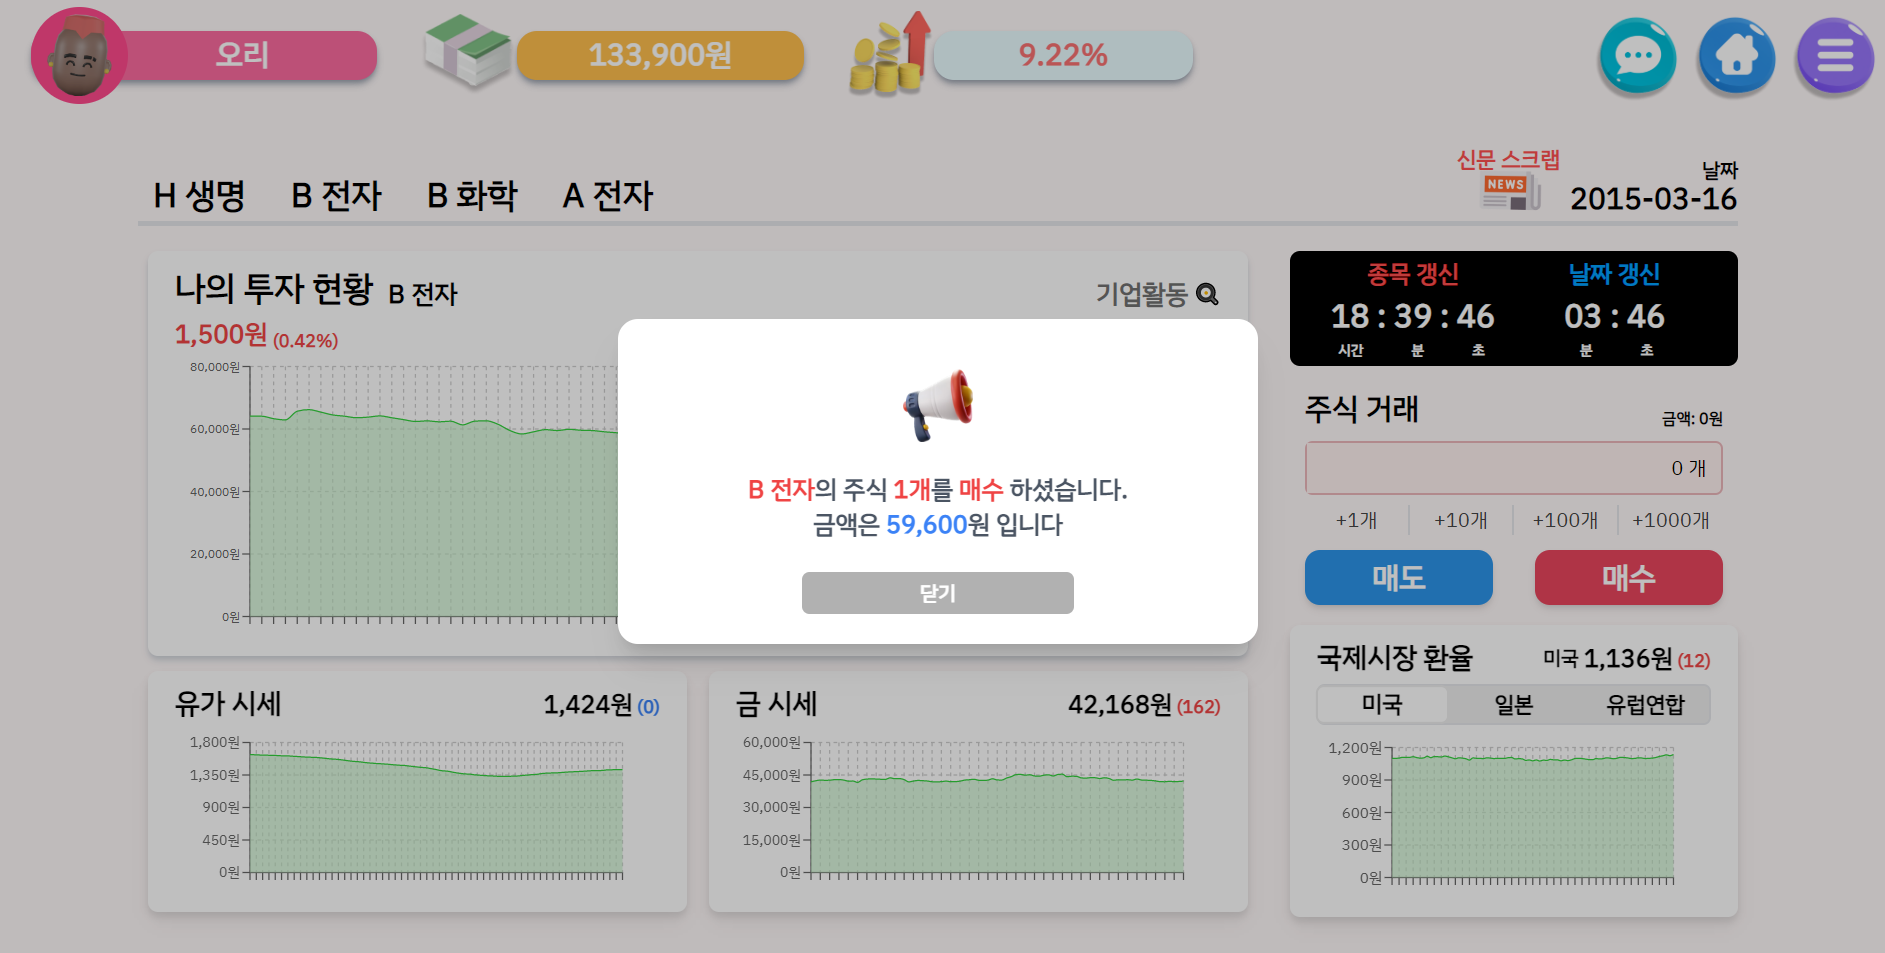 오리
133,900원
9.22%
H 생명
B 전자
B 화학
A 전자
신문 스크랩
NEWS
날짜
2015-03-16
나의 투자 현황 B 전자
기업활동
1,500원 (0.42%)
80,000원
60,000원
40,000원
20,000원
0원
B 전자의 주식 1개를 매수 하셨습니다.
금액은 59,600원 입니다
닫기
종목 갱신
18 : 39 : 46
시간 분 초
날짜 갱신
03 : 46
분 초
주식 거래
금액: 0원
0 개
+1개
+10개
+100개
+1000개
매도
매수
유가 시세
1,424원 (0)
1,800원
1,350원
900원
450원
0원
금 시세
42,168원 (162)
60,000원
45,000원
30,000원
15,000원
0원
국제시장 환율
미국 1,136원 (12)
미국
일본
유럽연합
1,200원
900원
600원
300원
0원